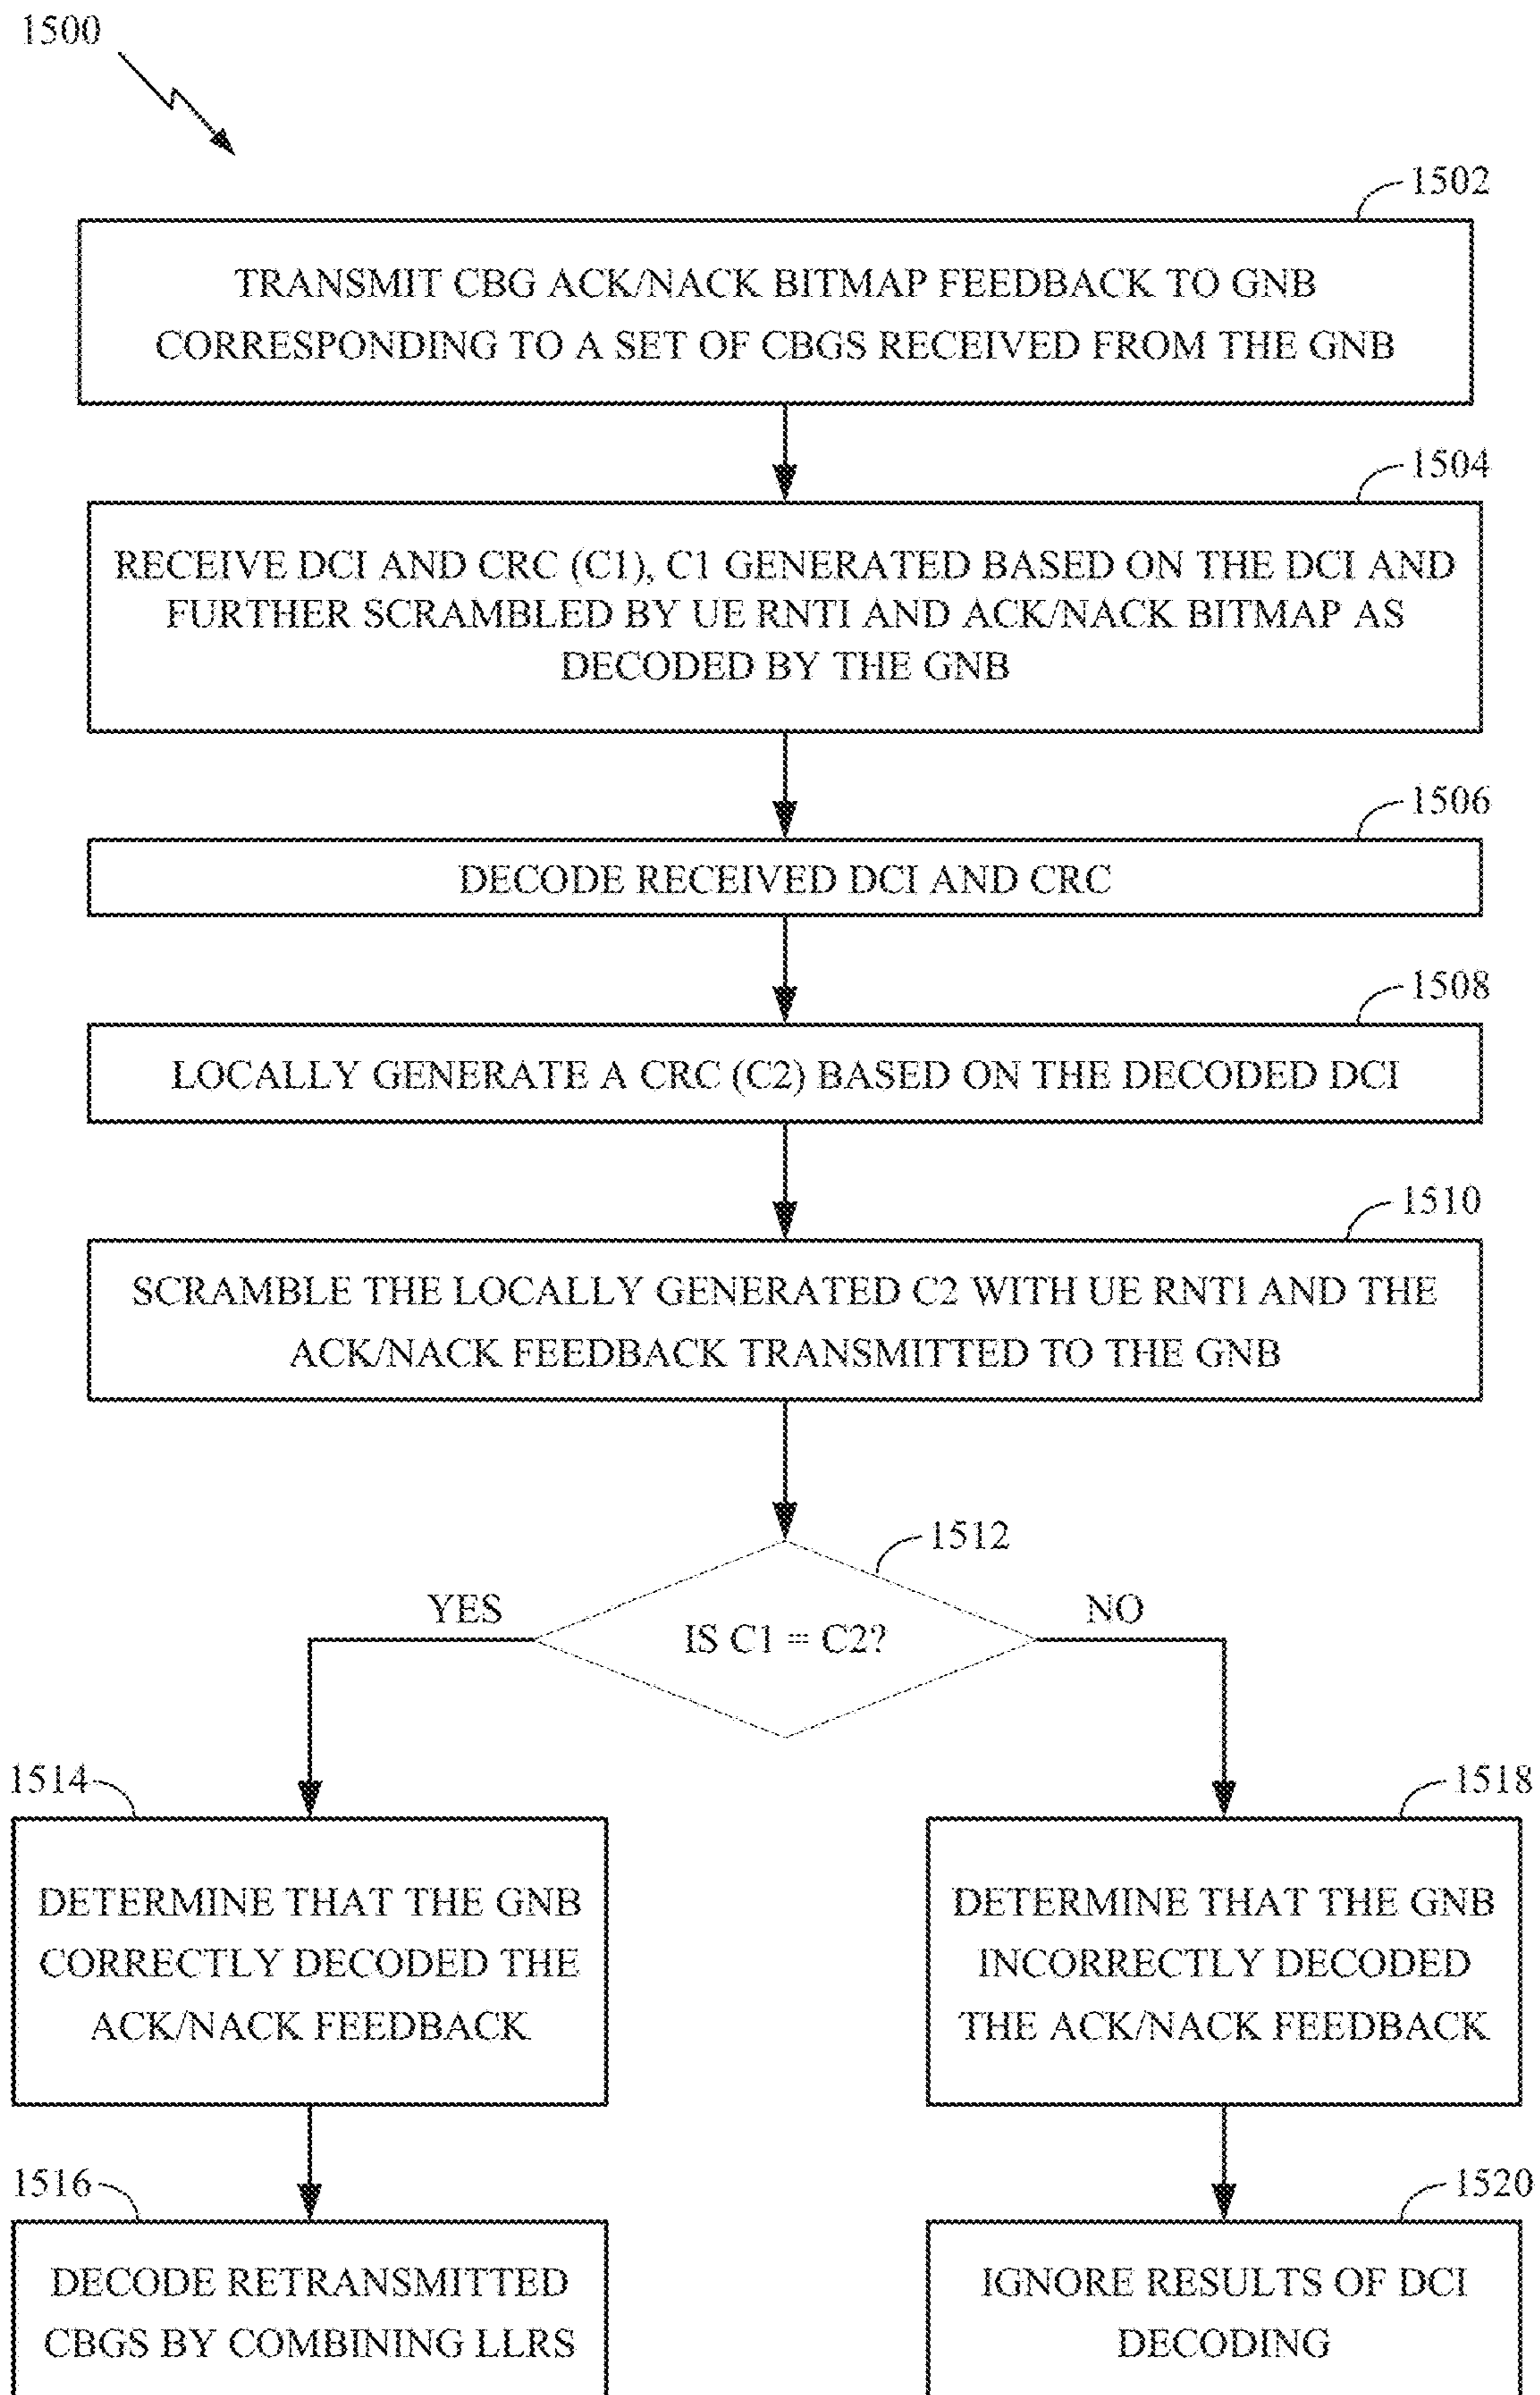 1500
1502
TRANSMIT CBG ACK/NACK BITMAP FEEDBACK TO GNB
CORRESPONDING TO A SET OF CBGS RECEIVED FROM THE GNB
1504
RECEIVE DCI AND CRC (C1), C1 GENERATED BASED ON THE DCI AND
FURTHER SCRAMBLED BY UE RNTI AND ACK/NACK BITMAP AS
DECODED BY THE GNB
1506
DECODE RECEIVED DCI AND CRC
1508
LOCALLY GENERATE A CRC (C2) BASED ON THE DECODED DCI
1510
SCRAMBLE THE LOCALLY GENERATED C2 WITH UE RNTI AND THE
ACK/NACK FEEDBACK TRANSMITTED TO THE GNB
1512
YES
IS C1 = C2?
NO
1514
DETERMINE THAT THE GNB
CORRECTLY DECODED THE
ACK/NACK FEEDBACK
1518
DETERMINE THAT THE GNB
INCORRECTLY DECODED
THE ACK/NACK FEEDBACK
1516
DECODE RETRANSMITTED
CBGS BY COMBINING LLRS
1520
IGNORE RESULTS OF DCI
DECODING